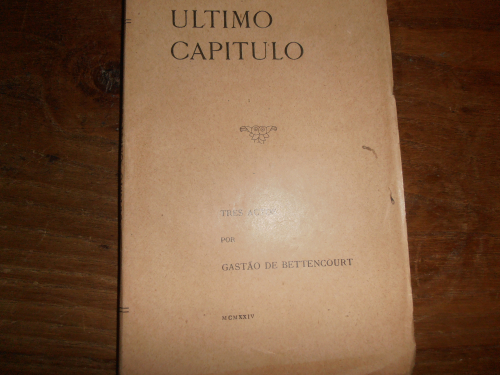 ULTIMO
CAPITULO
TRES
POR
GASTÃO DE BETTENCOURT
MCMXXIV